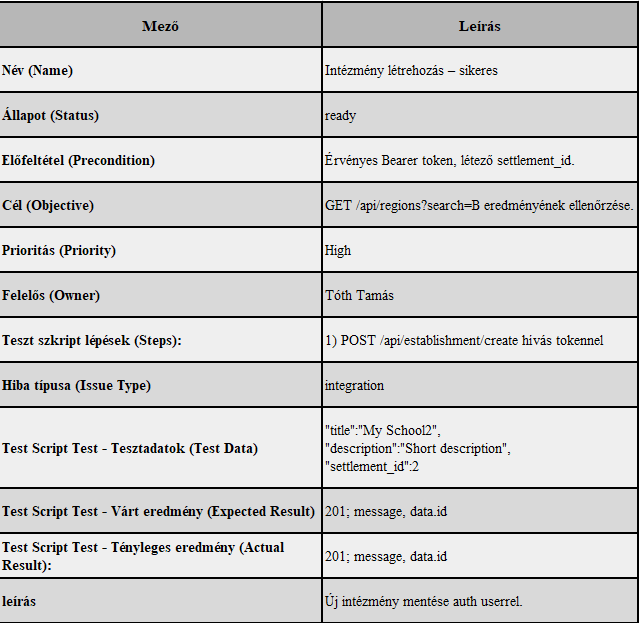 Mező
Leírás
Név (Name)
Intézmény létrehozás – sikeres
Állapot (Status)
ready
Előfeltétel (Precondition)
Érvényes Bearer token, létező settlement_id.
Cél (Objective)
GET /api/regions?search=B eredményének ellenőrzése.
Prioritás (Priority)
High
Felelős (Owner)
Tóth Tamás
Teszt szkript lépések (Steps):
1) POST /api/establishment/create hívás tokennel
Hiba típusa (Issue Type)
integration
Test Script Test - Tesztadatok (Test Data)
"title":"My School2",
"description":"Short description",
"settlement_id":2
Test Script Test - Várt eredmény (Expected Result)
201; message, data.id
Test Script Test - Tényleges eredmény (Actual
Result):
201; message, data.id
leírás
Új intézmény mentése auth userrel.